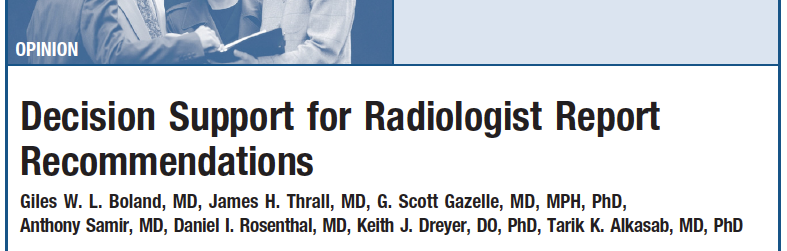 OPINION
Decision Support for Radiologist Report
Recommendations
Giles W. L. Boland, MD, James H. Thrall, MD, G. Scott Gazelle, MD, MPH, PhD,
Anthony Samir, MD, Daniel I. Rosenthal, MD, Keith J. Dreyer, DO, PhD, Tarik K. Alkasab, MD, PhD